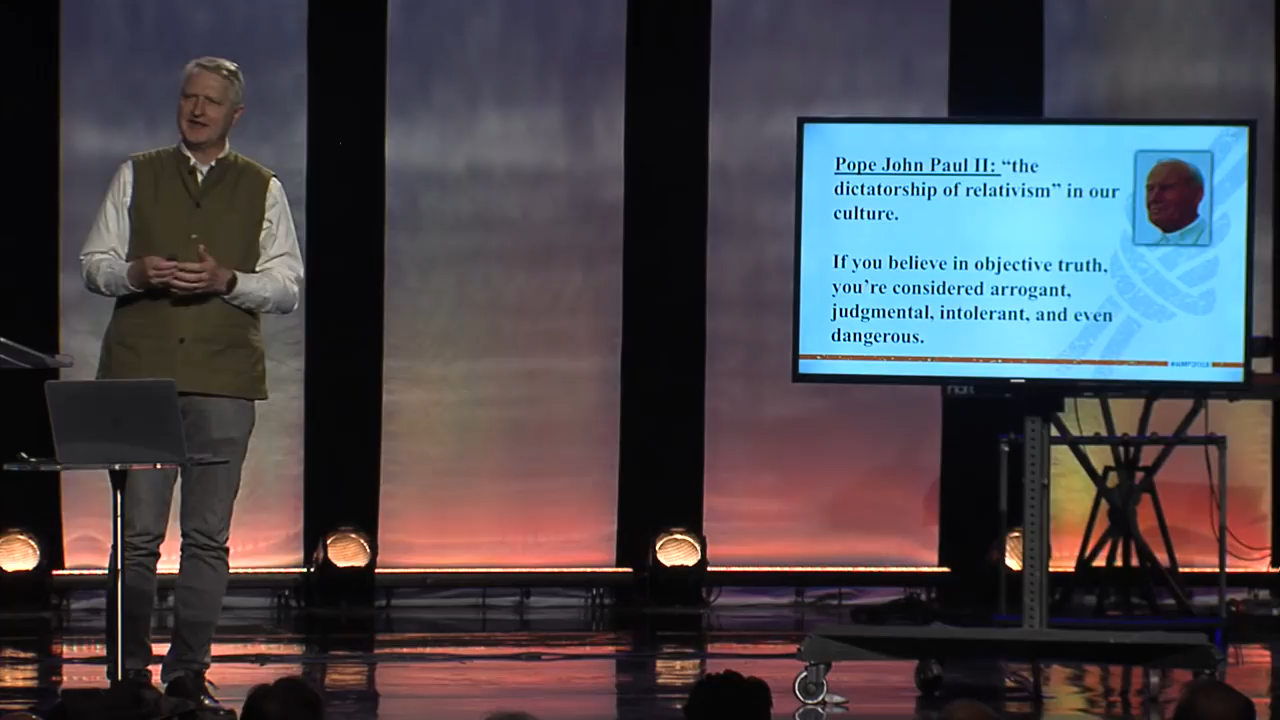 Pope John Paul II: “the
dictatorship of relativism” in our
culture.
If you believe in objective truth,
you’re considered arrogant,
judgmental, intolerant, and even
dangerous.